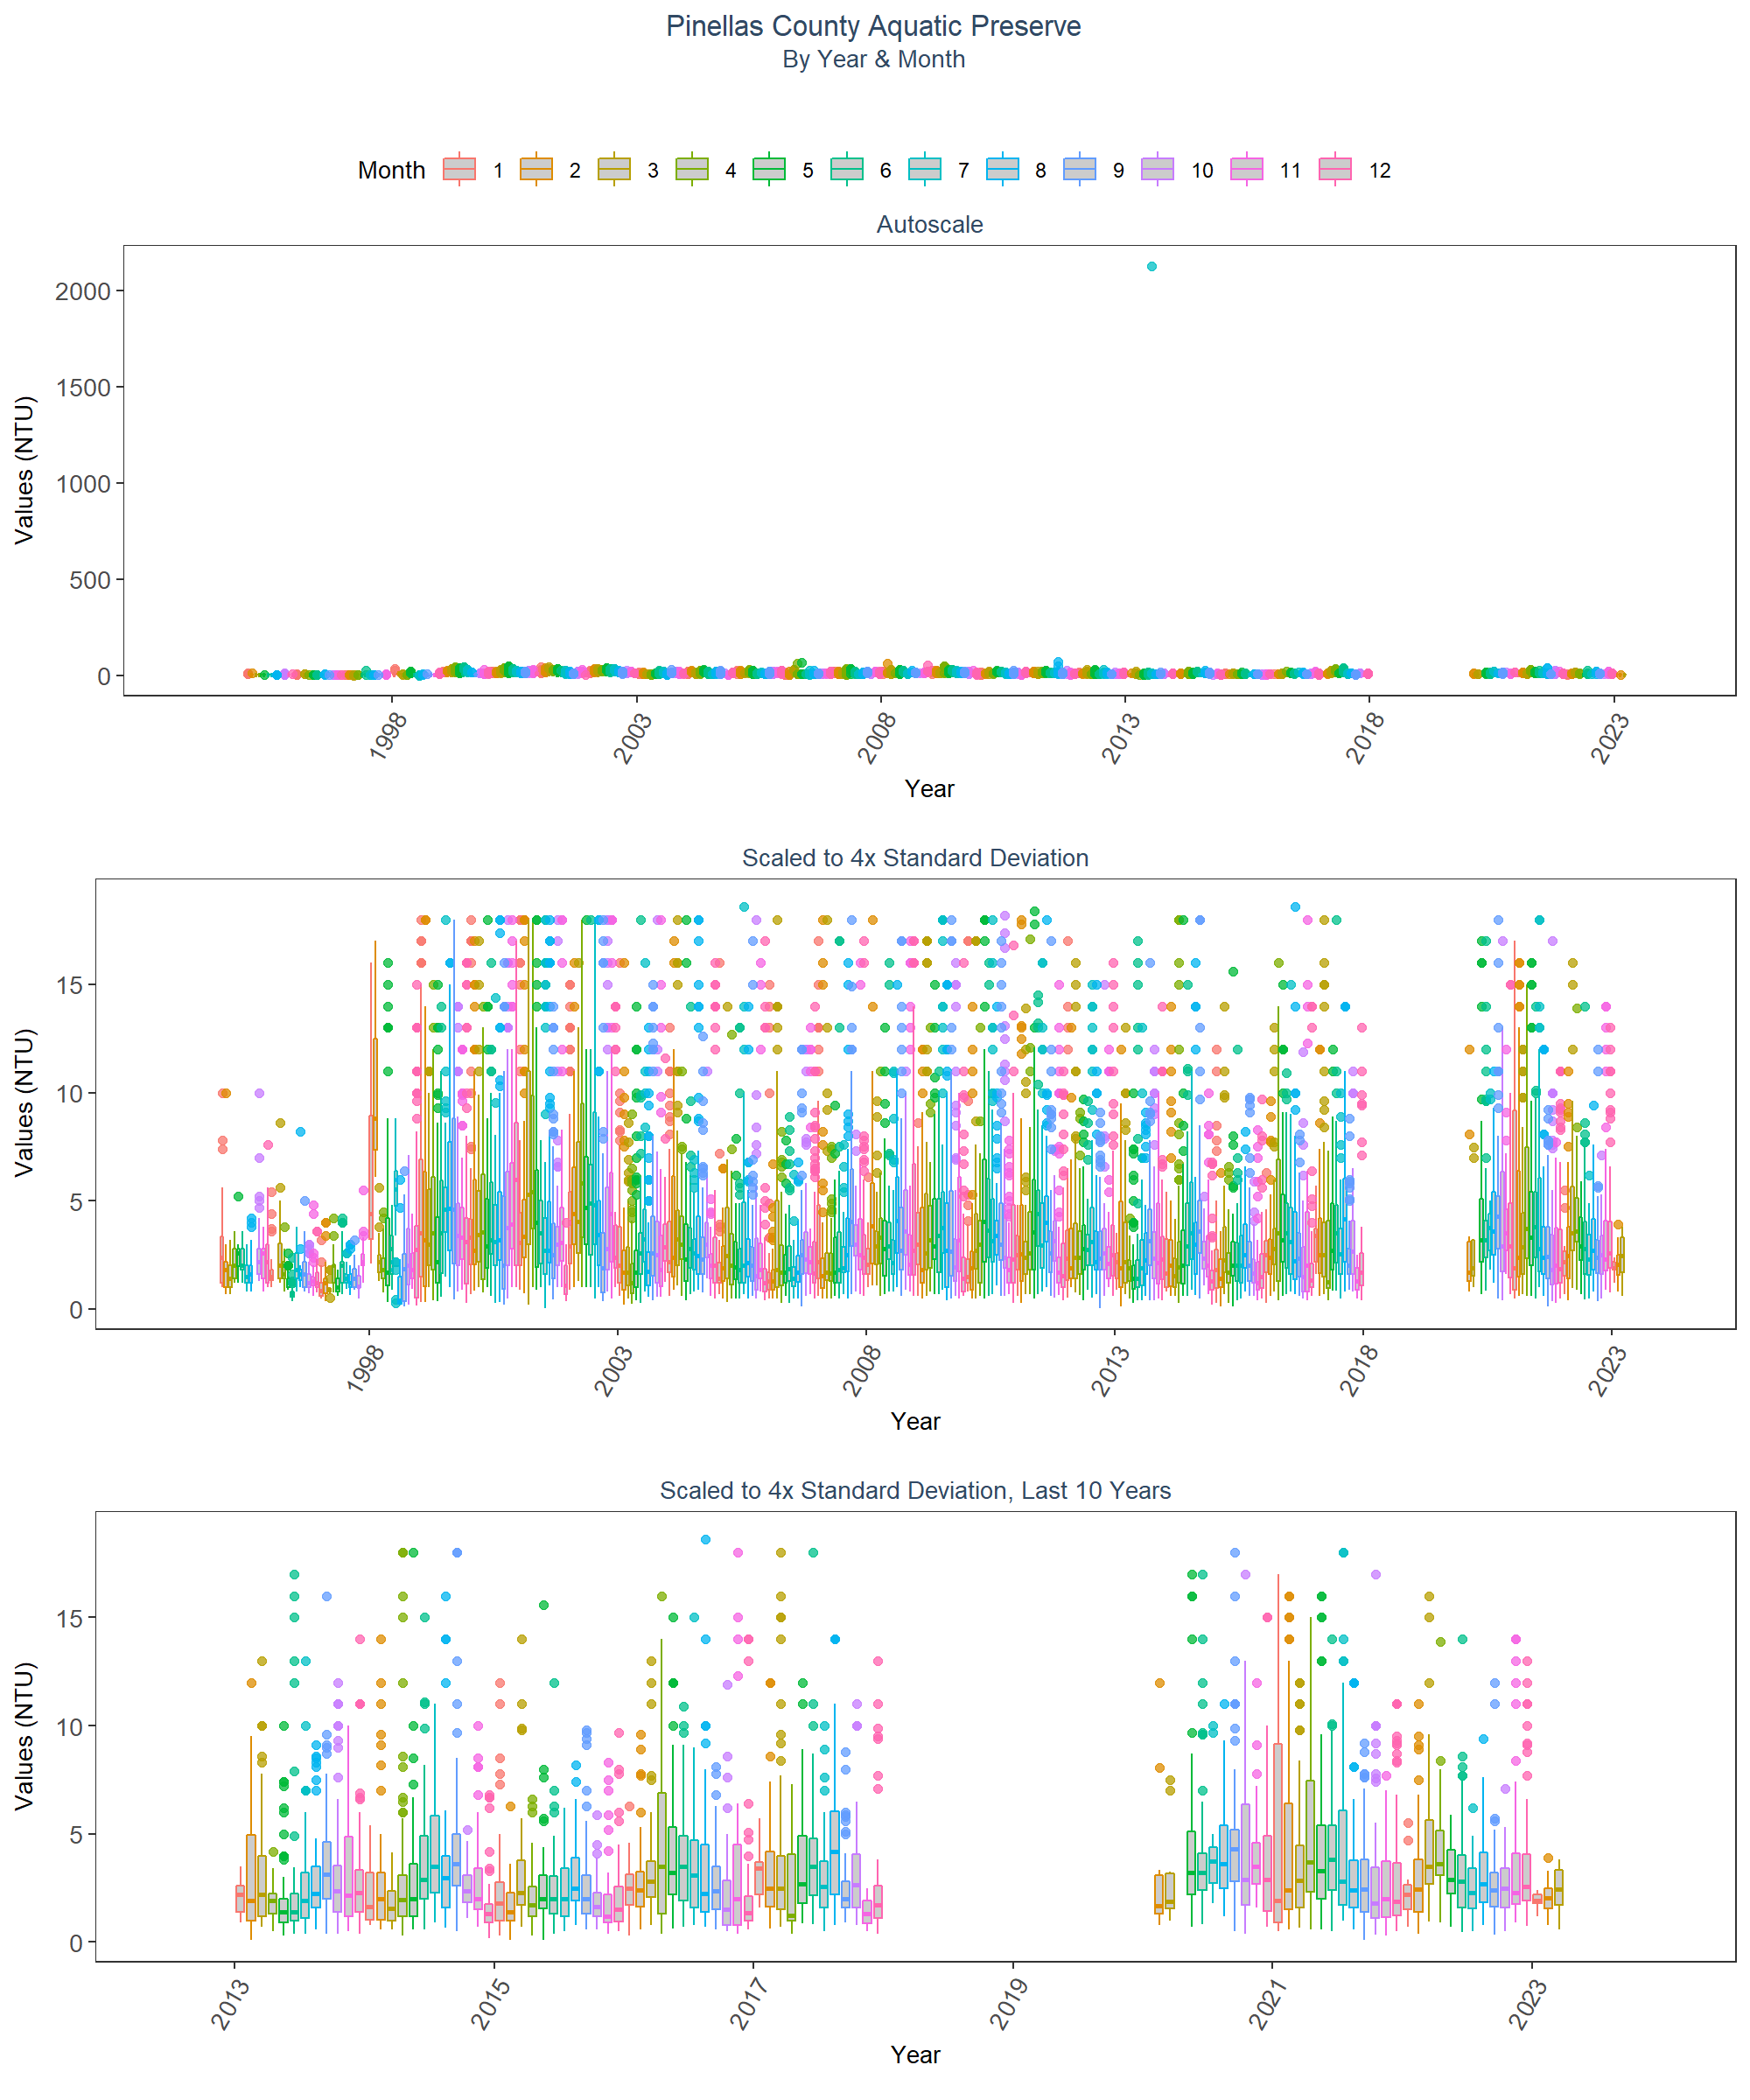 Pinellas County Aquatic Preserve
By Year & Month
Month 1 2 3 4 5 6 7 8 9 10 11 12
Autoscale
Values (NTU)
2000
1500
1000
500
0
1998 2003 2008 2013 2018 2023
Year
Scaled to 4x Standard Deviation
Values (NTU)
15
10
5
0
1998 2003 2008 2013 2018 2023
Year
Scaled to 4x Standard Deviation, Last 10 Years
Values (NTU)
15
10
5
0
2013 2015 2017 2019 2021 2023
Year